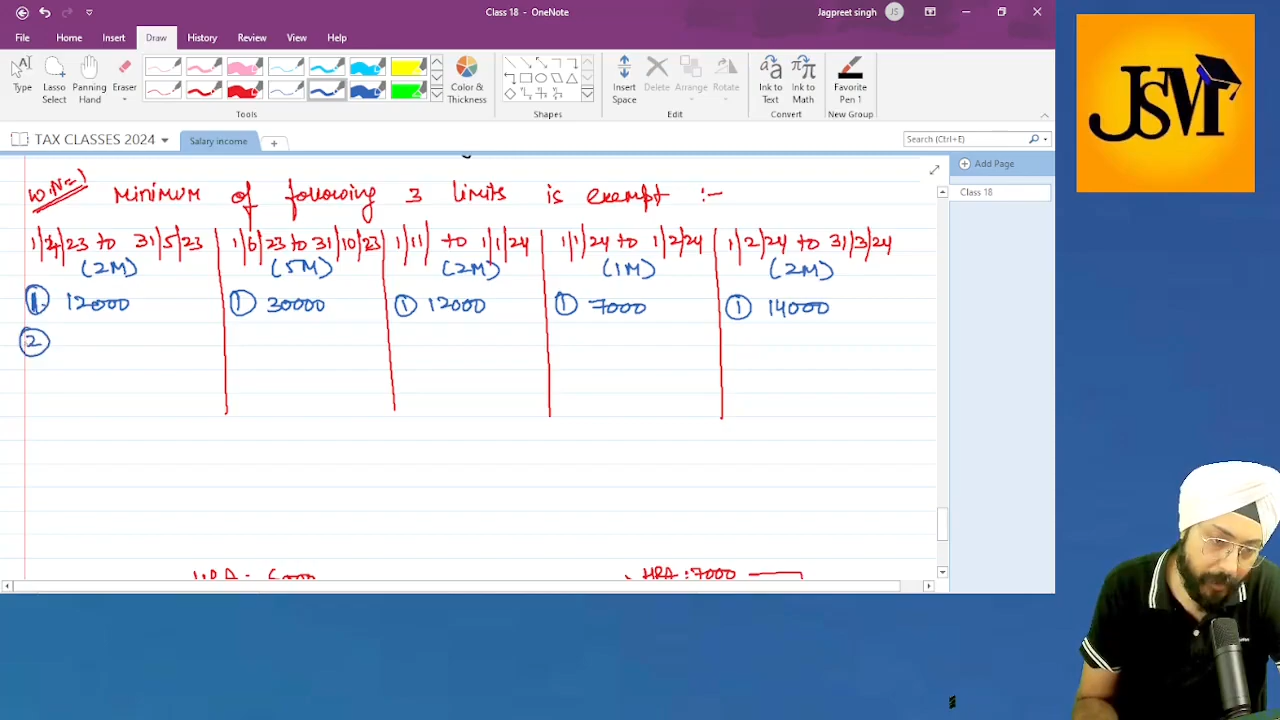 Class 18 - OneNote
Jagpreet singh JS
File Home Insert Draw History Review View Help
Type Lasso Select Panning Hand Eraser Color & Thickness Insert Space Delete Arrange Rotate Ink to Text Ink to Math Favorite Pen 1
Tools Shapes Edit Convert New Group
TAX CLASSES 2024 Salary income + Search (Ctrl+E)
Add Page
Class 18
W.N=1 Minimum of following 3 limits is exempt :-
1/4/23 to 31/5/23 1/6/23 to 31/10/23 1/11/ to 1/1/24 1/1/24 to 1/2/24 1/2/24 to 31/3/24
(2M) (5M) (2M) (1M) (2M)
① 12000 ① 30000 ① 12000 ① 7000 ① 14000
②
HRA : 6000 HRA : 7000
JSM